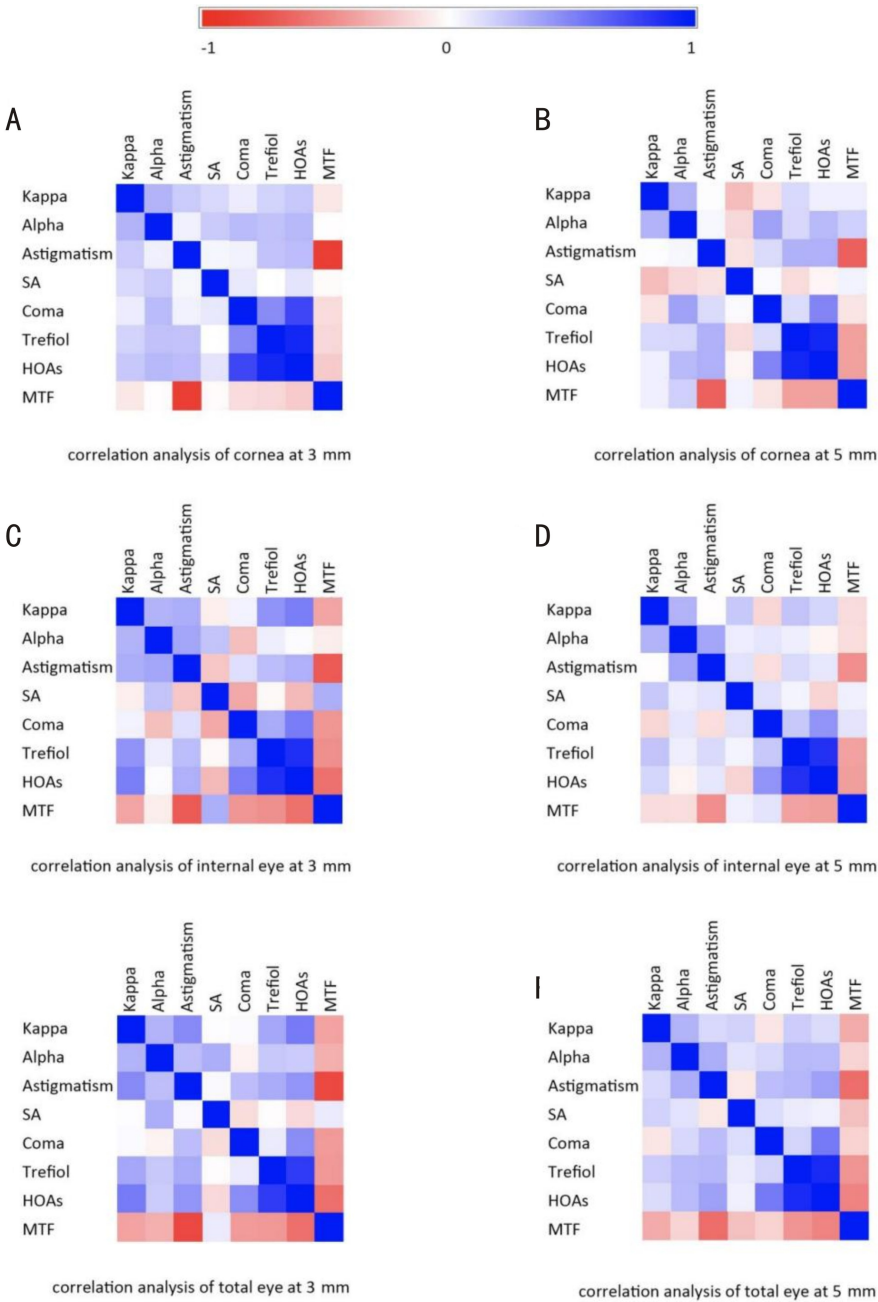 -1 0 1
A
Kappa Alpha Astigmatism SA Coma Trefiol HOAs MTF
Kappa
Alpha
Astigmatism
SA
Coma
Trefiol
HOAs
MTF
correlation analysis of cornea at 3 mm
B
Kappa Alpha Astigmatism SA Coma Trefiol HOAs MTF
Kappa
Alpha
Astigmatism
SA
Coma
Trefiol
HOAs
MTF
correlation analysis of cornea at 5 mm
C
Kappa Alpha Astigmatism SA Coma Trefiol HOAs MTF
Kappa
Alpha
Astigmatism
SA
Coma
Trefiol
HOAs
MTF
correlation analysis of internal eye at 3 mm
D
Kappa Alpha Astigmatism SA Coma Trefiol HOAs MTF
Kappa
Alpha
Astigmatism
SA
Coma
Trefiol
HOAs
MTF
correlation analysis of internal eye at 5 mm
Kappa Alpha Astigmatism SA Coma Trefiol HOAs MTF
Kappa
Alpha
Astigmatism
SA
Coma
Trefiol
HOAs
MTF
correlation analysis of total eye at 3 mm
Kappa Alpha Astigmatism SA Coma Trefiol HOAs MTF
Kappa
Alpha
Astigmatism
SA
Coma
Trefiol
HOAs
MTF
correlation analysis of total eye at 5 mm